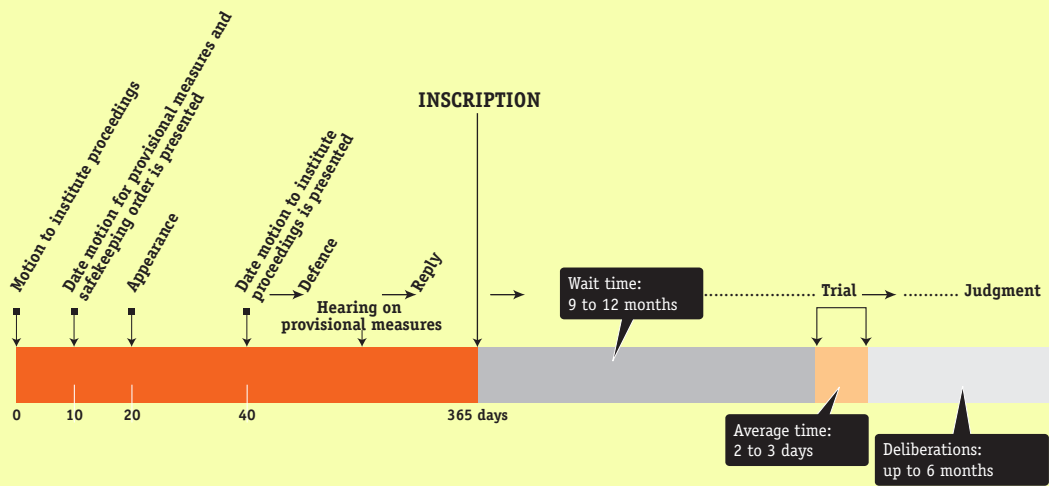 Motion to institute proceedings
Date motion for provisional measures and
safekeeping order is presented
Appearance
Date motion to institute
proceedings is presented
Defence
Hearing on
provisional measures
Reply
INSCRIPTION
Wait time:
9 to 12 months
Trial
Judgment
0
10
20
40
365 days
Average time:
2 to 3 days
Deliberations:
up to 6 months